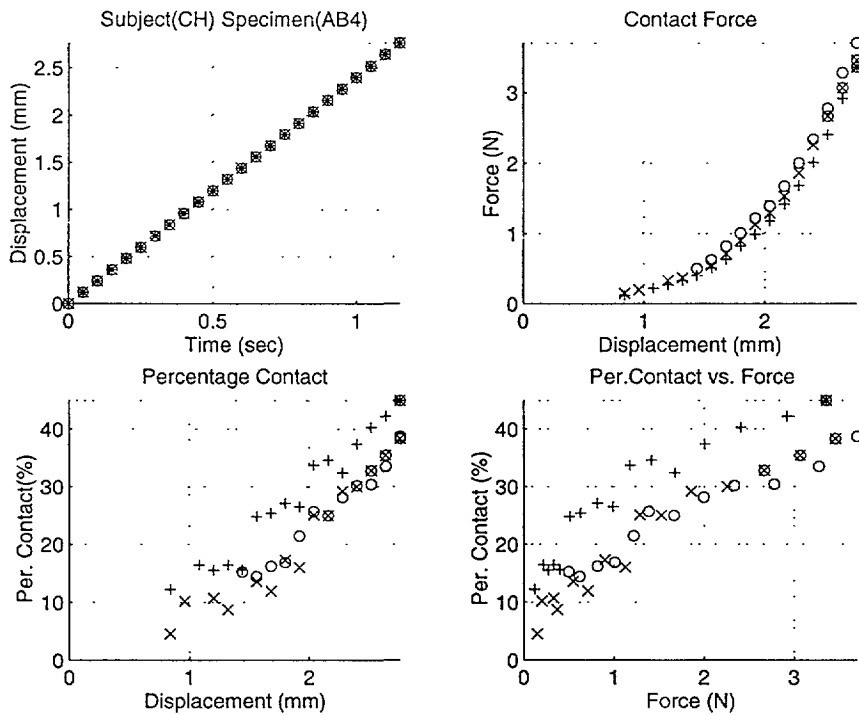 Subject(CH) Specimen(AB4)
Displacement (mm)
2.5
2
1.5
1
0.5
0
0
0.5
1
Time (sec)
Contact Force
Force (N)
3
2
1
0
1
2
Displacement (mm)
Percentage Contact
Per. Contact(%)
40
30
20
10
0
0
1
2
Displacement (mm)
Per.Contact vs. Force
Per. Contact (%)
40
30
20
10
0
0
1
2
3
Force (N)